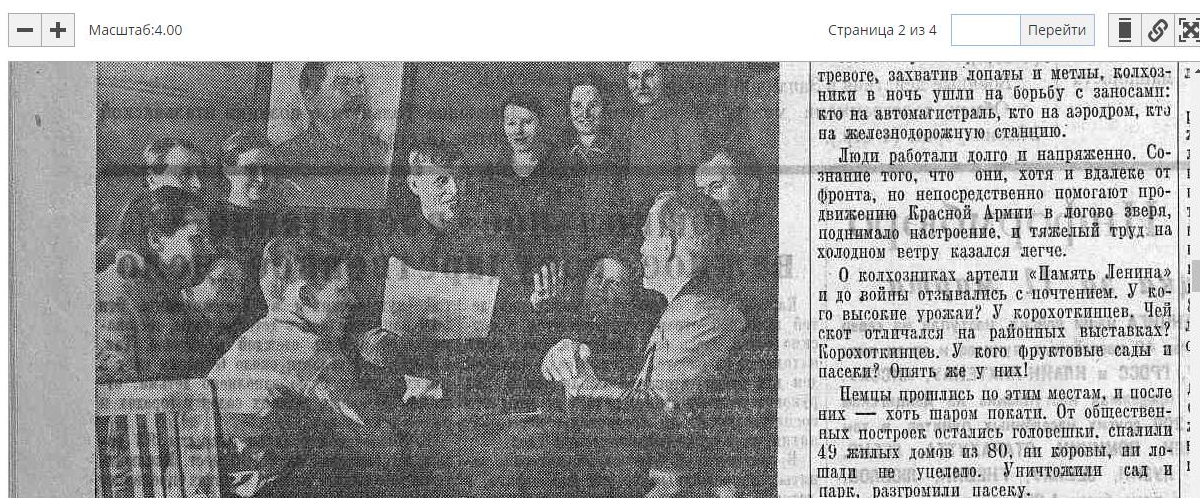 Масштаб:4.00
Страница 2 из 4
Перейти
тревоге, захватив лопаты и метлы, колхоз-
ники в ночь ушли на борьбу с заносами:
кто на автомагистраль, кто на аэродром, кто
на железнодорожную станцию.
Люди работали долго и напряженно. Со-
знание того, что они, хотя и вдалеке от
фронта, но непосредственно помогают про-
движению Красной Армии в логово зверя,
поднимало настроение, и тяжелый труд на
холодном ветру казался легче.
О колхозниках артели «Память Ленина»
и до войны отзывались с почтением. У ко-
го высокие урожаи? У корохоткинцев. Чей
скот отличался на районных выставках?
Корохоткинцев. У кого фруктовые сады и
пасеки? Опять же у них!
Немцы прошлись по этим местам, и после
них — хоть шаром покати. От обществен-
ных построек остались головешки, спалили
49 жилых домов из 80, ни коровы, ни ло-
шади не уцелело. Уничтожили сад и
парк, разгромили пасеку.